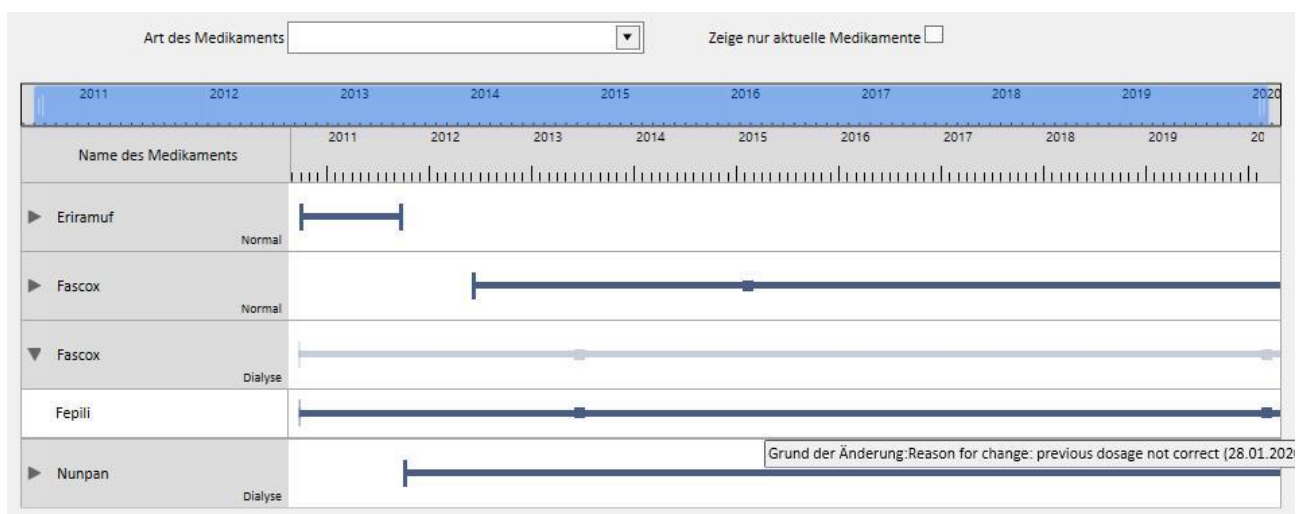 Art des Medikaments Zeige nur aktuelle Medikamente
2011 2012 2013 2014 2015 2016 2017 2018 2019 2020
Name des Medikaments 2011 2012 2013 2014 2015 2016 2017 2018 2019 20
Eriramuf
Normal
Fascox
Normal
Fascox
Dialyse
Fepili
Grund der Änderung:Reason for change: previous dosage not correct (28.01.202
Nunpan
Dialyse